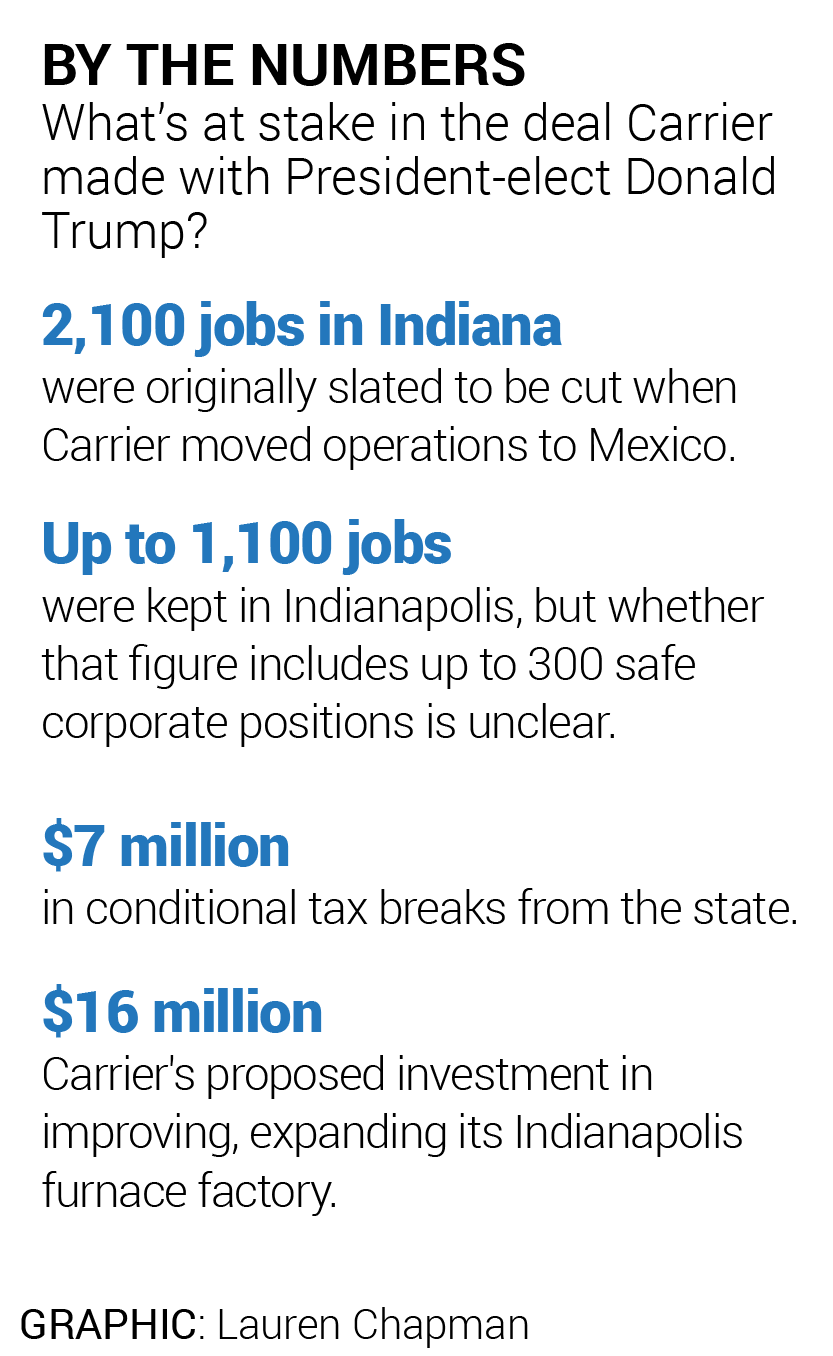 BY THE NUMBERS
What’s at stake in the deal Carrier
made with President-elect Donald
Trump?
2,100 jobs in Indiana
were originally slated to be cut when
Carrier moved operations to Mexico.
Up to 1,100 jobs
were kept in Indianapolis, but whether
that figure includes up to 300 safe
corporate positions is unclear.
$7 million
in conditional tax breaks from the state.
$16 million
Carrier's proposed investment in
improving, expanding its Indianapolis
furnace factory.
GRAPHIC: Lauren Chapman